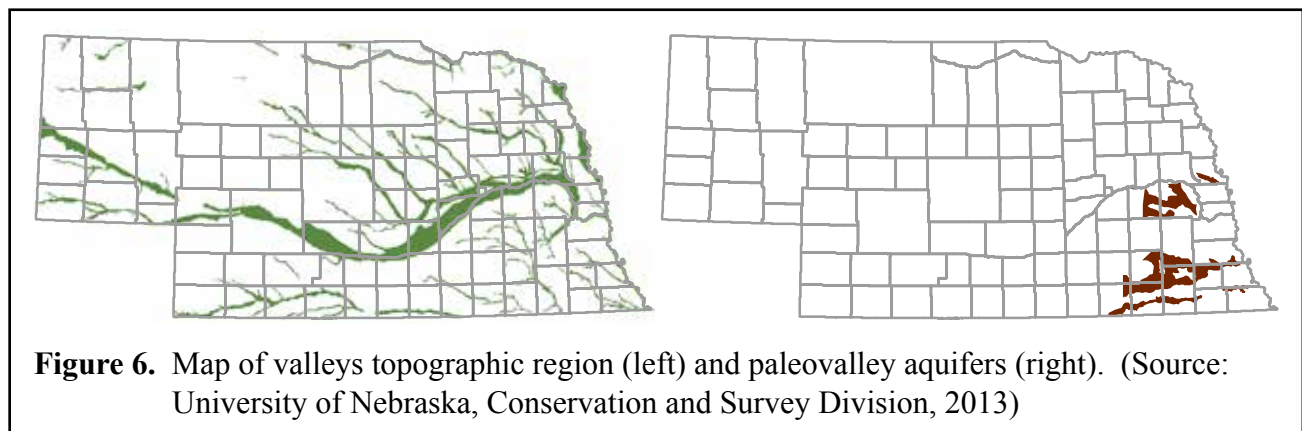 Figure 6. Map of valleys topographic region (left) and paleovalley aquifers (right). (Source:
University of Nebraska, Conservation and Survey Division, 2013)